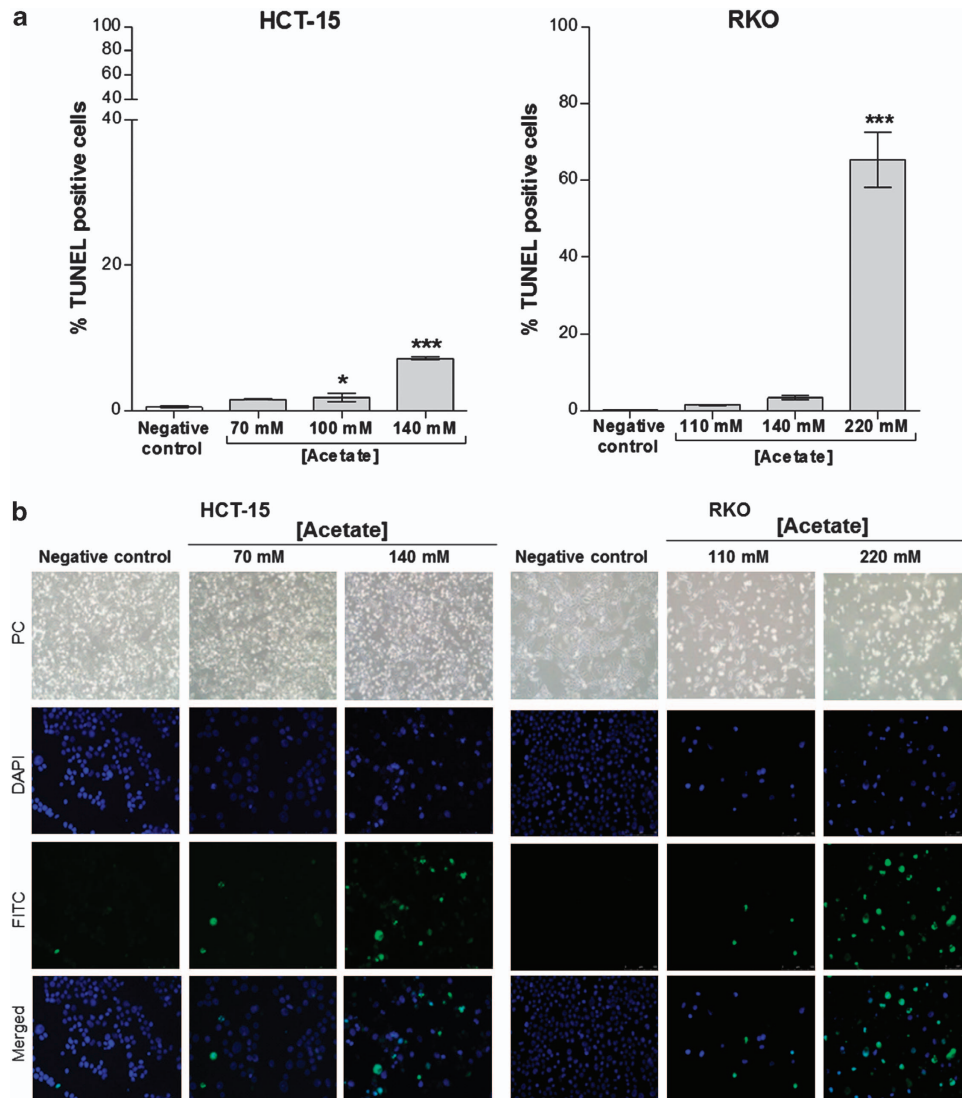 a
HCT-15
RKO
% TUNEL positive cells
100
80
60
40
40
20
0
*
***
Negative control
70 mM
100 mM
140 mM
[Acetate]
% TUNEL positive cells
100
80
60
40
20
0
***
Negative control
110 mM
140 mM
220 mM
[Acetate]
b
HCT-15
RKO
[Acetate]
[Acetate]
Negative control
70 mM
140 mM
Negative control
110 mM
220 mM
PC
DAPI
FITC
Merged